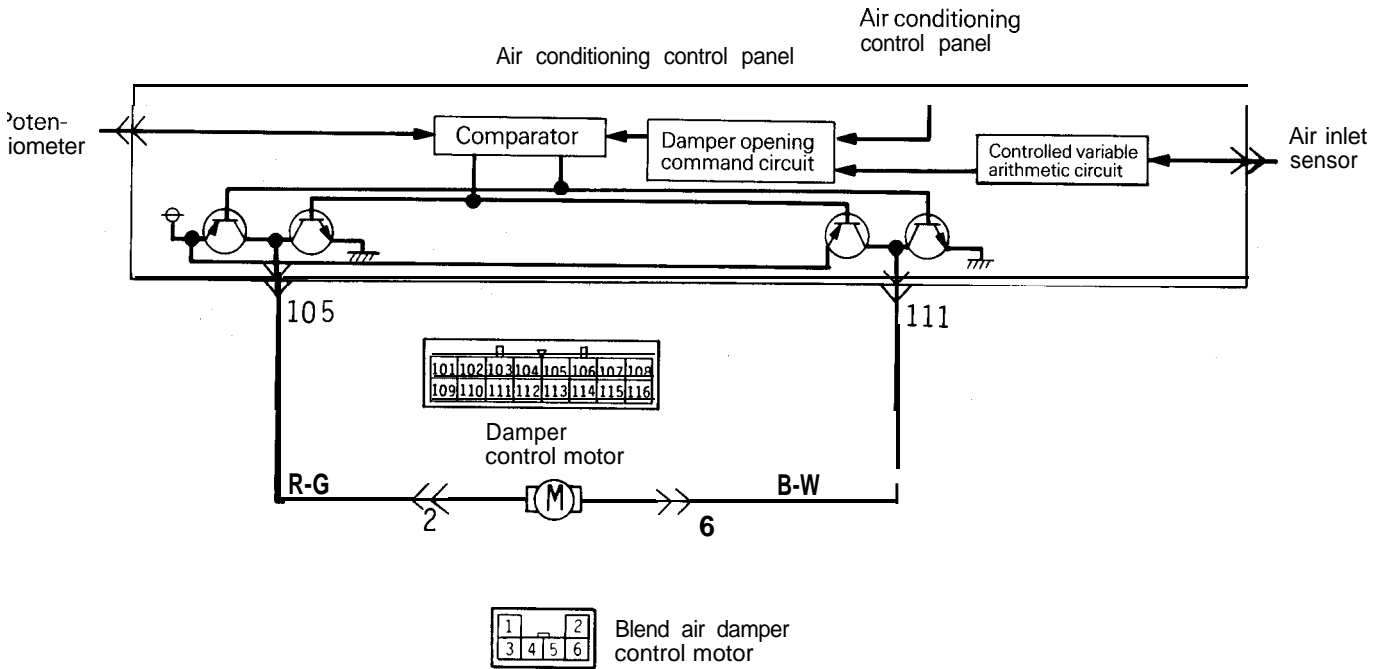 Air conditioning
control panel
Air conditioning control panel
Poten-
iometer
Comparator
Damper opening
command circuit
Controlled variable
arithmetic circuit
Air inlet
sensor
105
111
101 102 103 104 105 106 107 108
109 110 111 112 113 114 115 116
Damper
control motor
R-G
M
B-W
2
6
1 2
3 4 5 6
Blend air damper
control motor